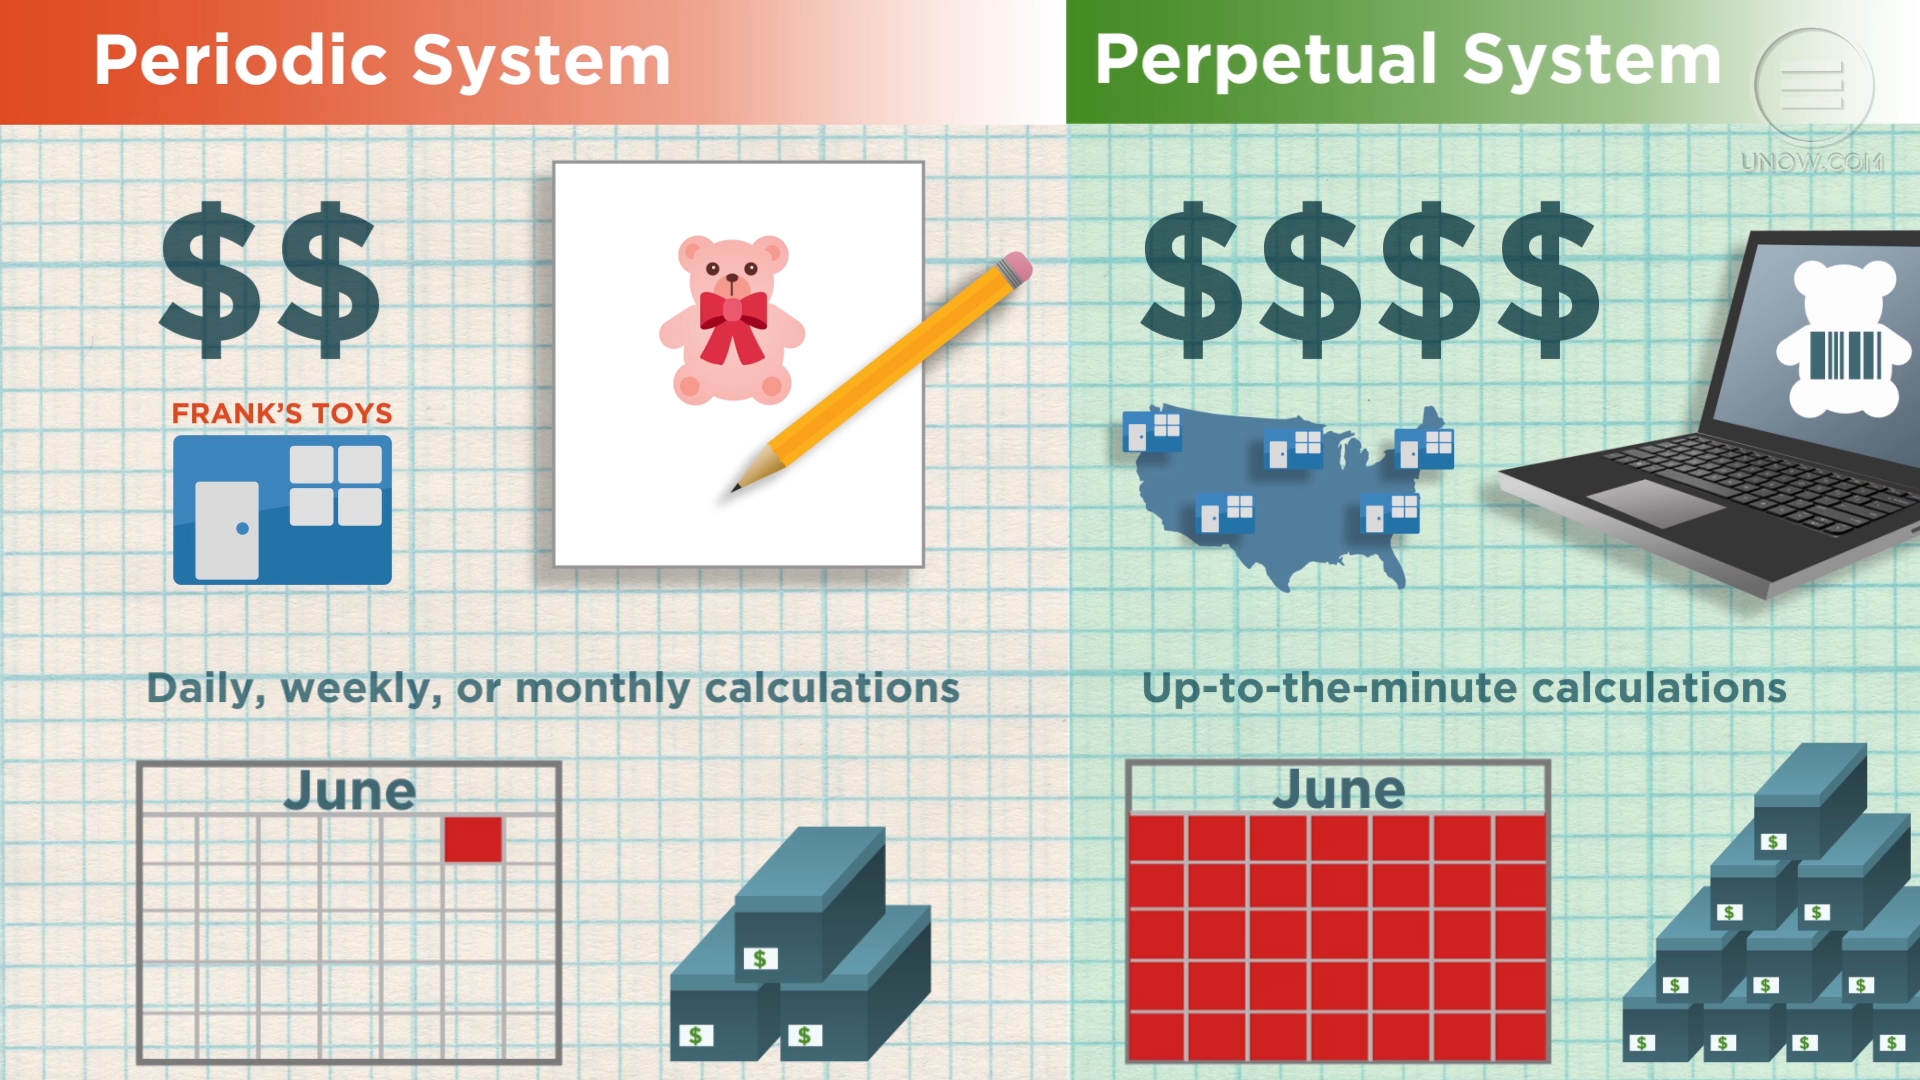 Periodic System
$$
FRANK'S TOYS
Daily, weekly, or monthly calculations
June
$
$ $
Perpetual System
UNOW.COM
$$$$
Up-to-the-minute calculations
June
$
$ $
$ $ $
$ $ $ $